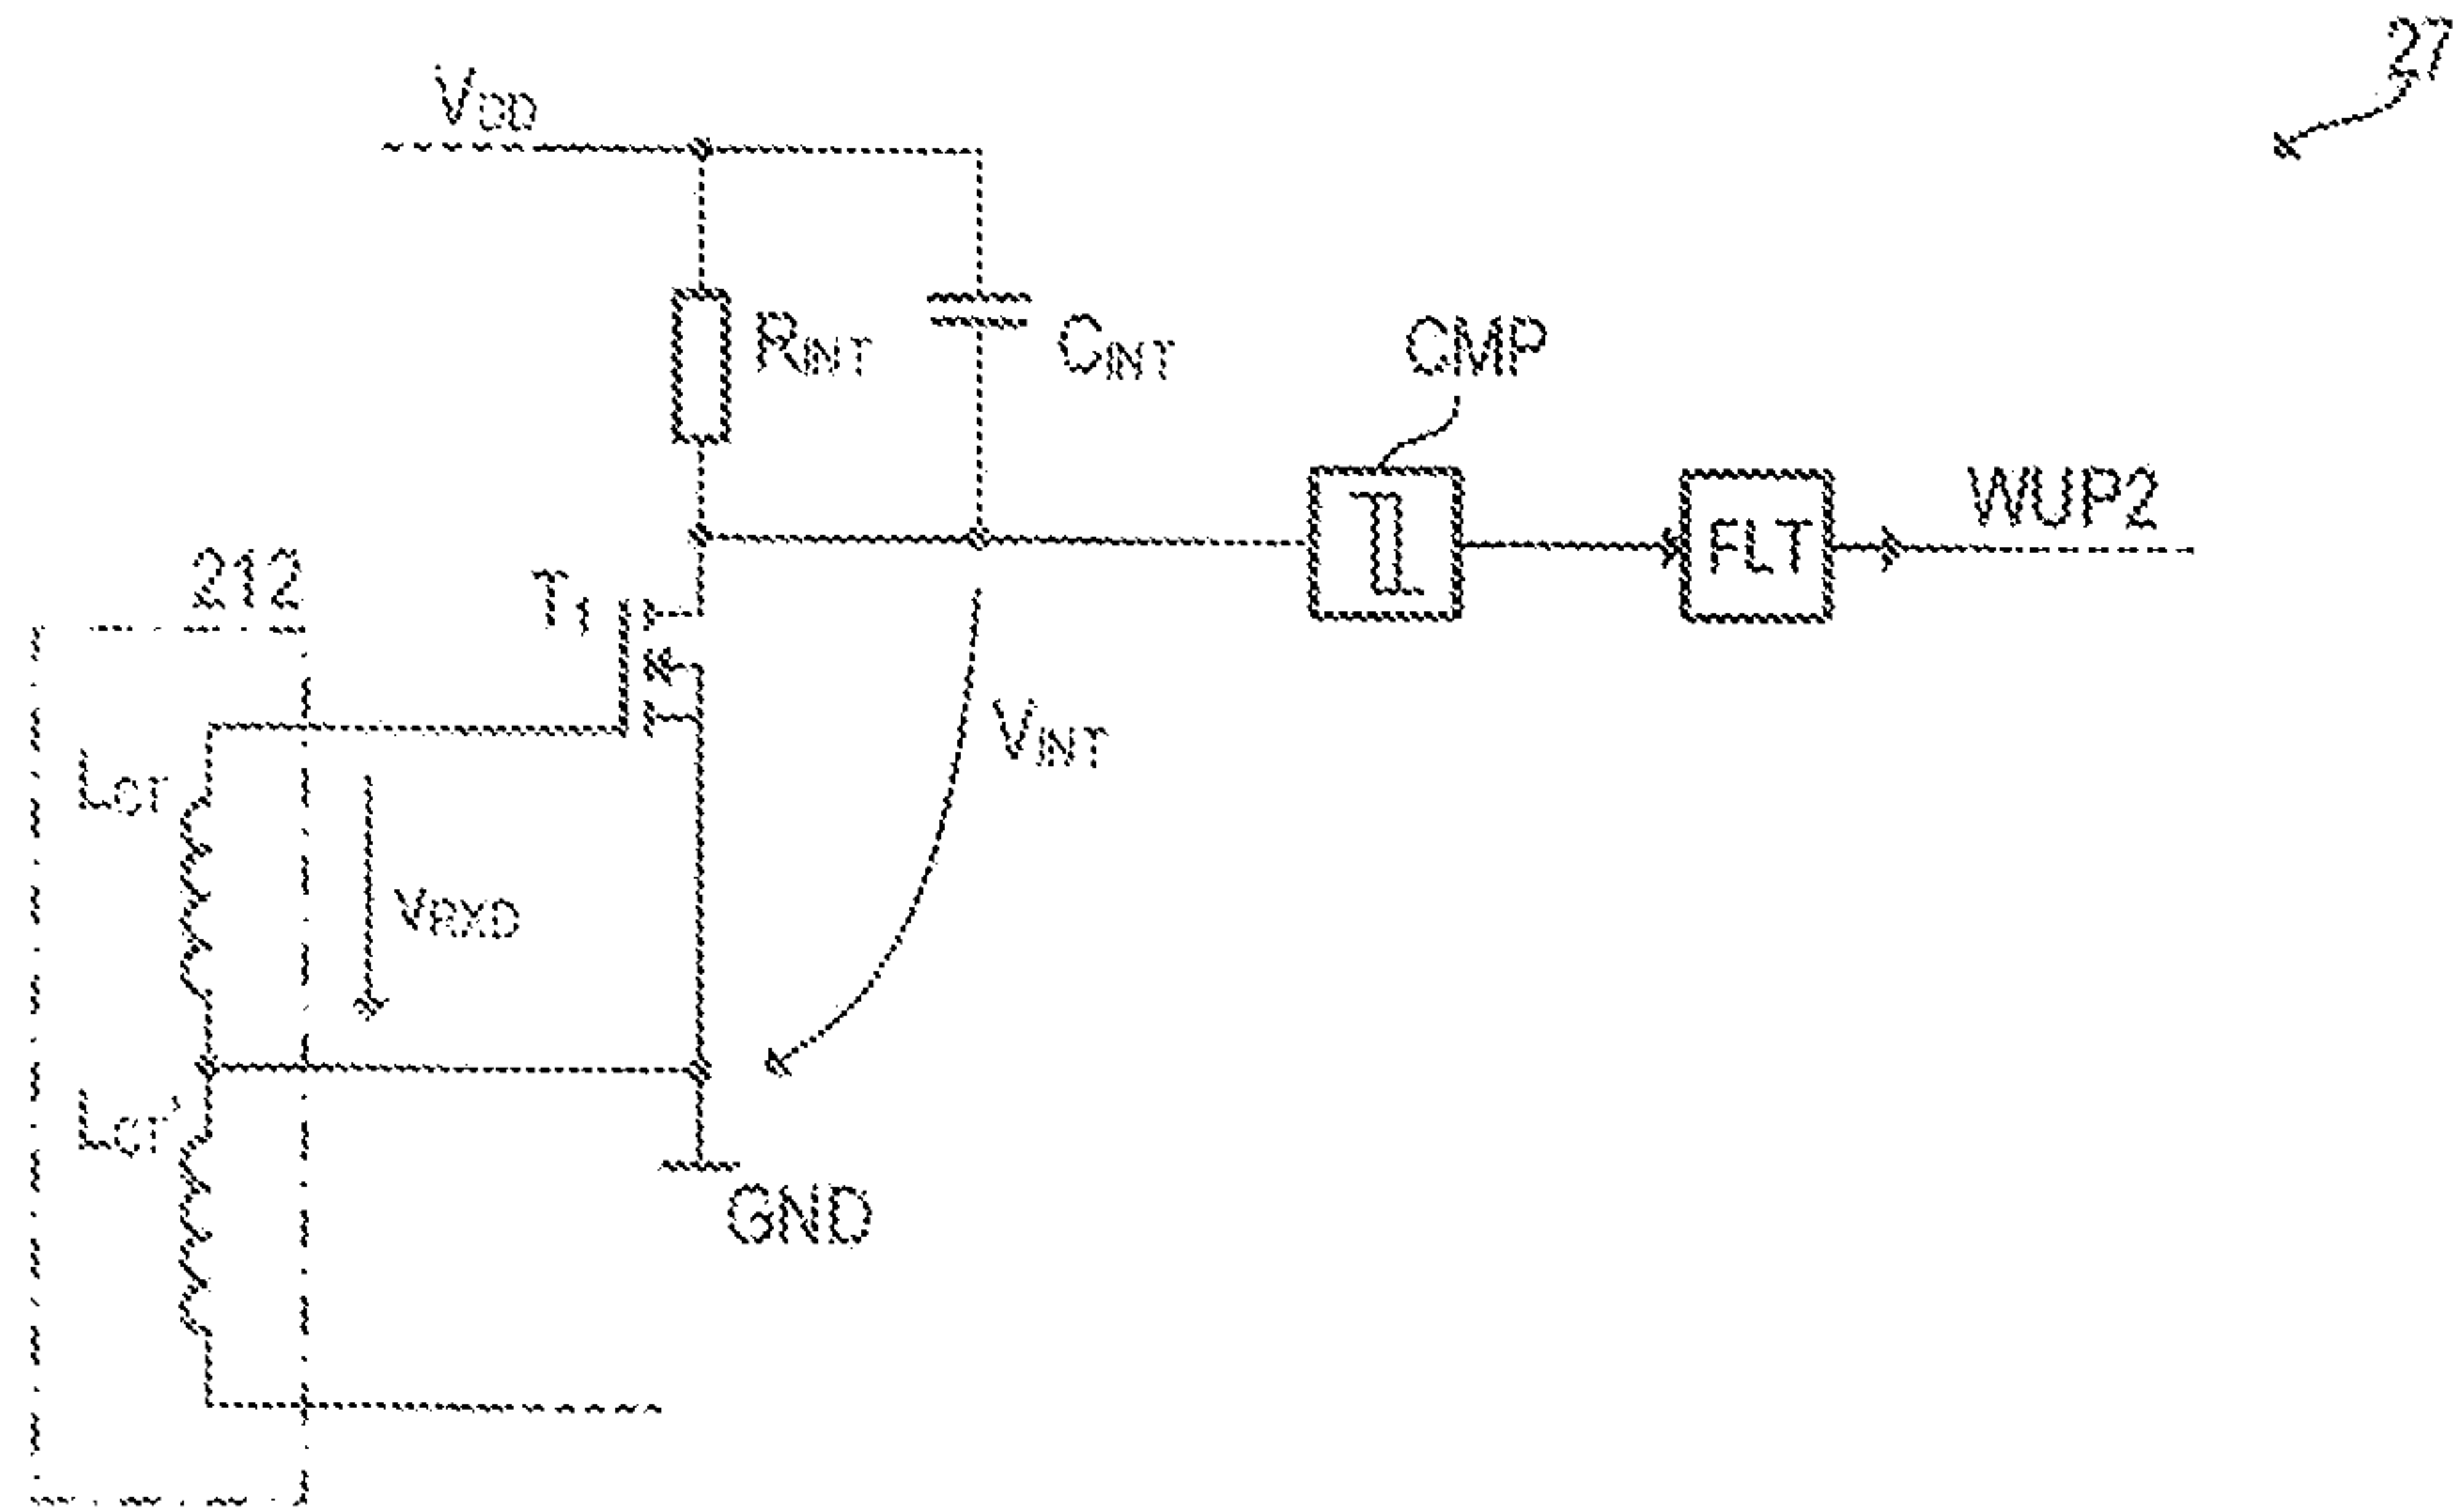 27
VDD
RINT
CINT
CMP
FLT
WUP2
212
T1
VINT
LCT
VRXD
LCT'
GND